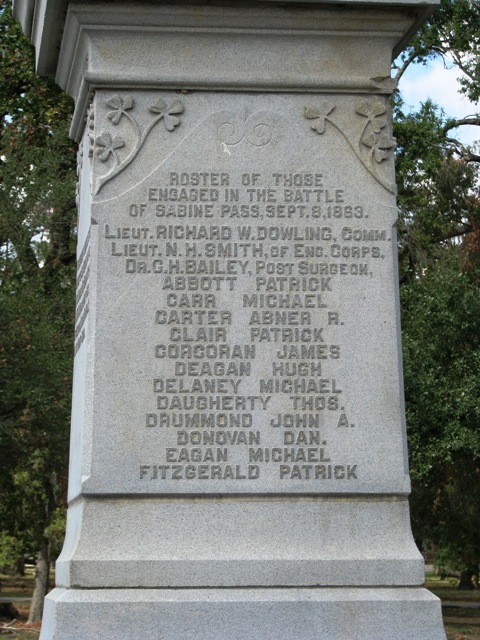 ROSTER OF THOSE
ENGAGED IN THE BATTLE
OF SABINE PASS, SEPT. 8, 1863.
LIEUT. RICHARD W. DOWLING, COMM.
LIEUT. N. H. SMITH, OF ENG. CORPS.
DR. G. H. BAILEY, POST SURGEON,
ABBOTT PATRICK
CARR MICHAEL
CARTER ABNER R.
CLAIR PATRICK
CORCORAN JAMES
DEAGAN HUGH
DELANEY MICHAEL
DAUGHERTY THOS.
DRUMMOND JOHN A.
DONOVAN DAN.
EAGAN MICHAEL
FITZGERALD PATRICK